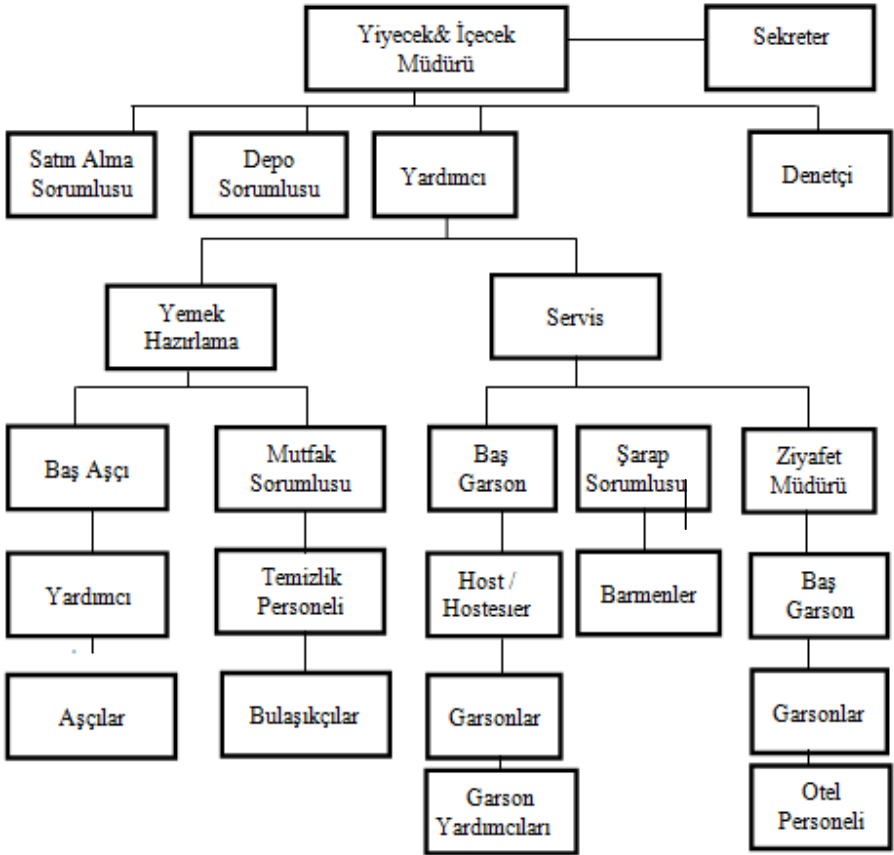 Yiyecek& İçecek
Müdürü
Sekreter
Satın Alma
Sorumlusu
Depo
Sorumlusu
Yardımcı
Denetçi
Yemek
Hazırlama
Servis
Baş Aşçı
Mutfak
Sorumlusu
Baş
Garson
Şarap
Sorumlusu
Ziyafet
Müdürü
Yardımcı
Temizlik
Personeli
Host /
Hostesıer
Barmenler
Baş
Garson
Aşçılar
Bulaşıkçılar
Garsonlar
Garsonlar
Garson
Yardımcıları
Otel
Personeli